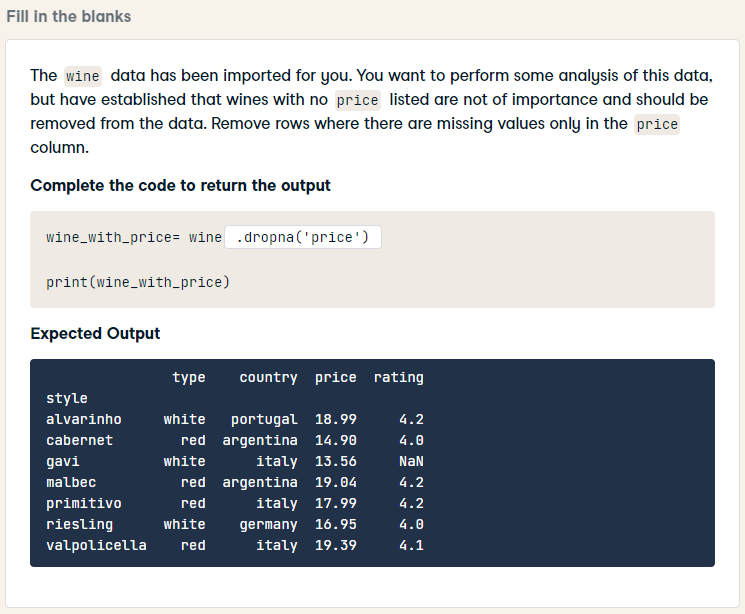 Fill in the blanks
The wine data has been imported for you. You want to perform some analysis of this data,
but have established that wines with no price listed are not of importance and should be
removed from the data. Remove rows where there are missing values only in the price
column.
Complete the code to return the output
wine_with_price= wine .dropna('price')
print(wine_with_price)
Expected Output
type country price rating
style
alvarinho white portugal 18.99 4.2
cabernet red argentina 14.90 4.0
gavi white italy 13.56 NaN
malbec red argentina 19.04 4.2
primitivo red italy 17.99 4.2
riesling white germany 16.95 4.0
valpolicella red italy 19.39 4.1